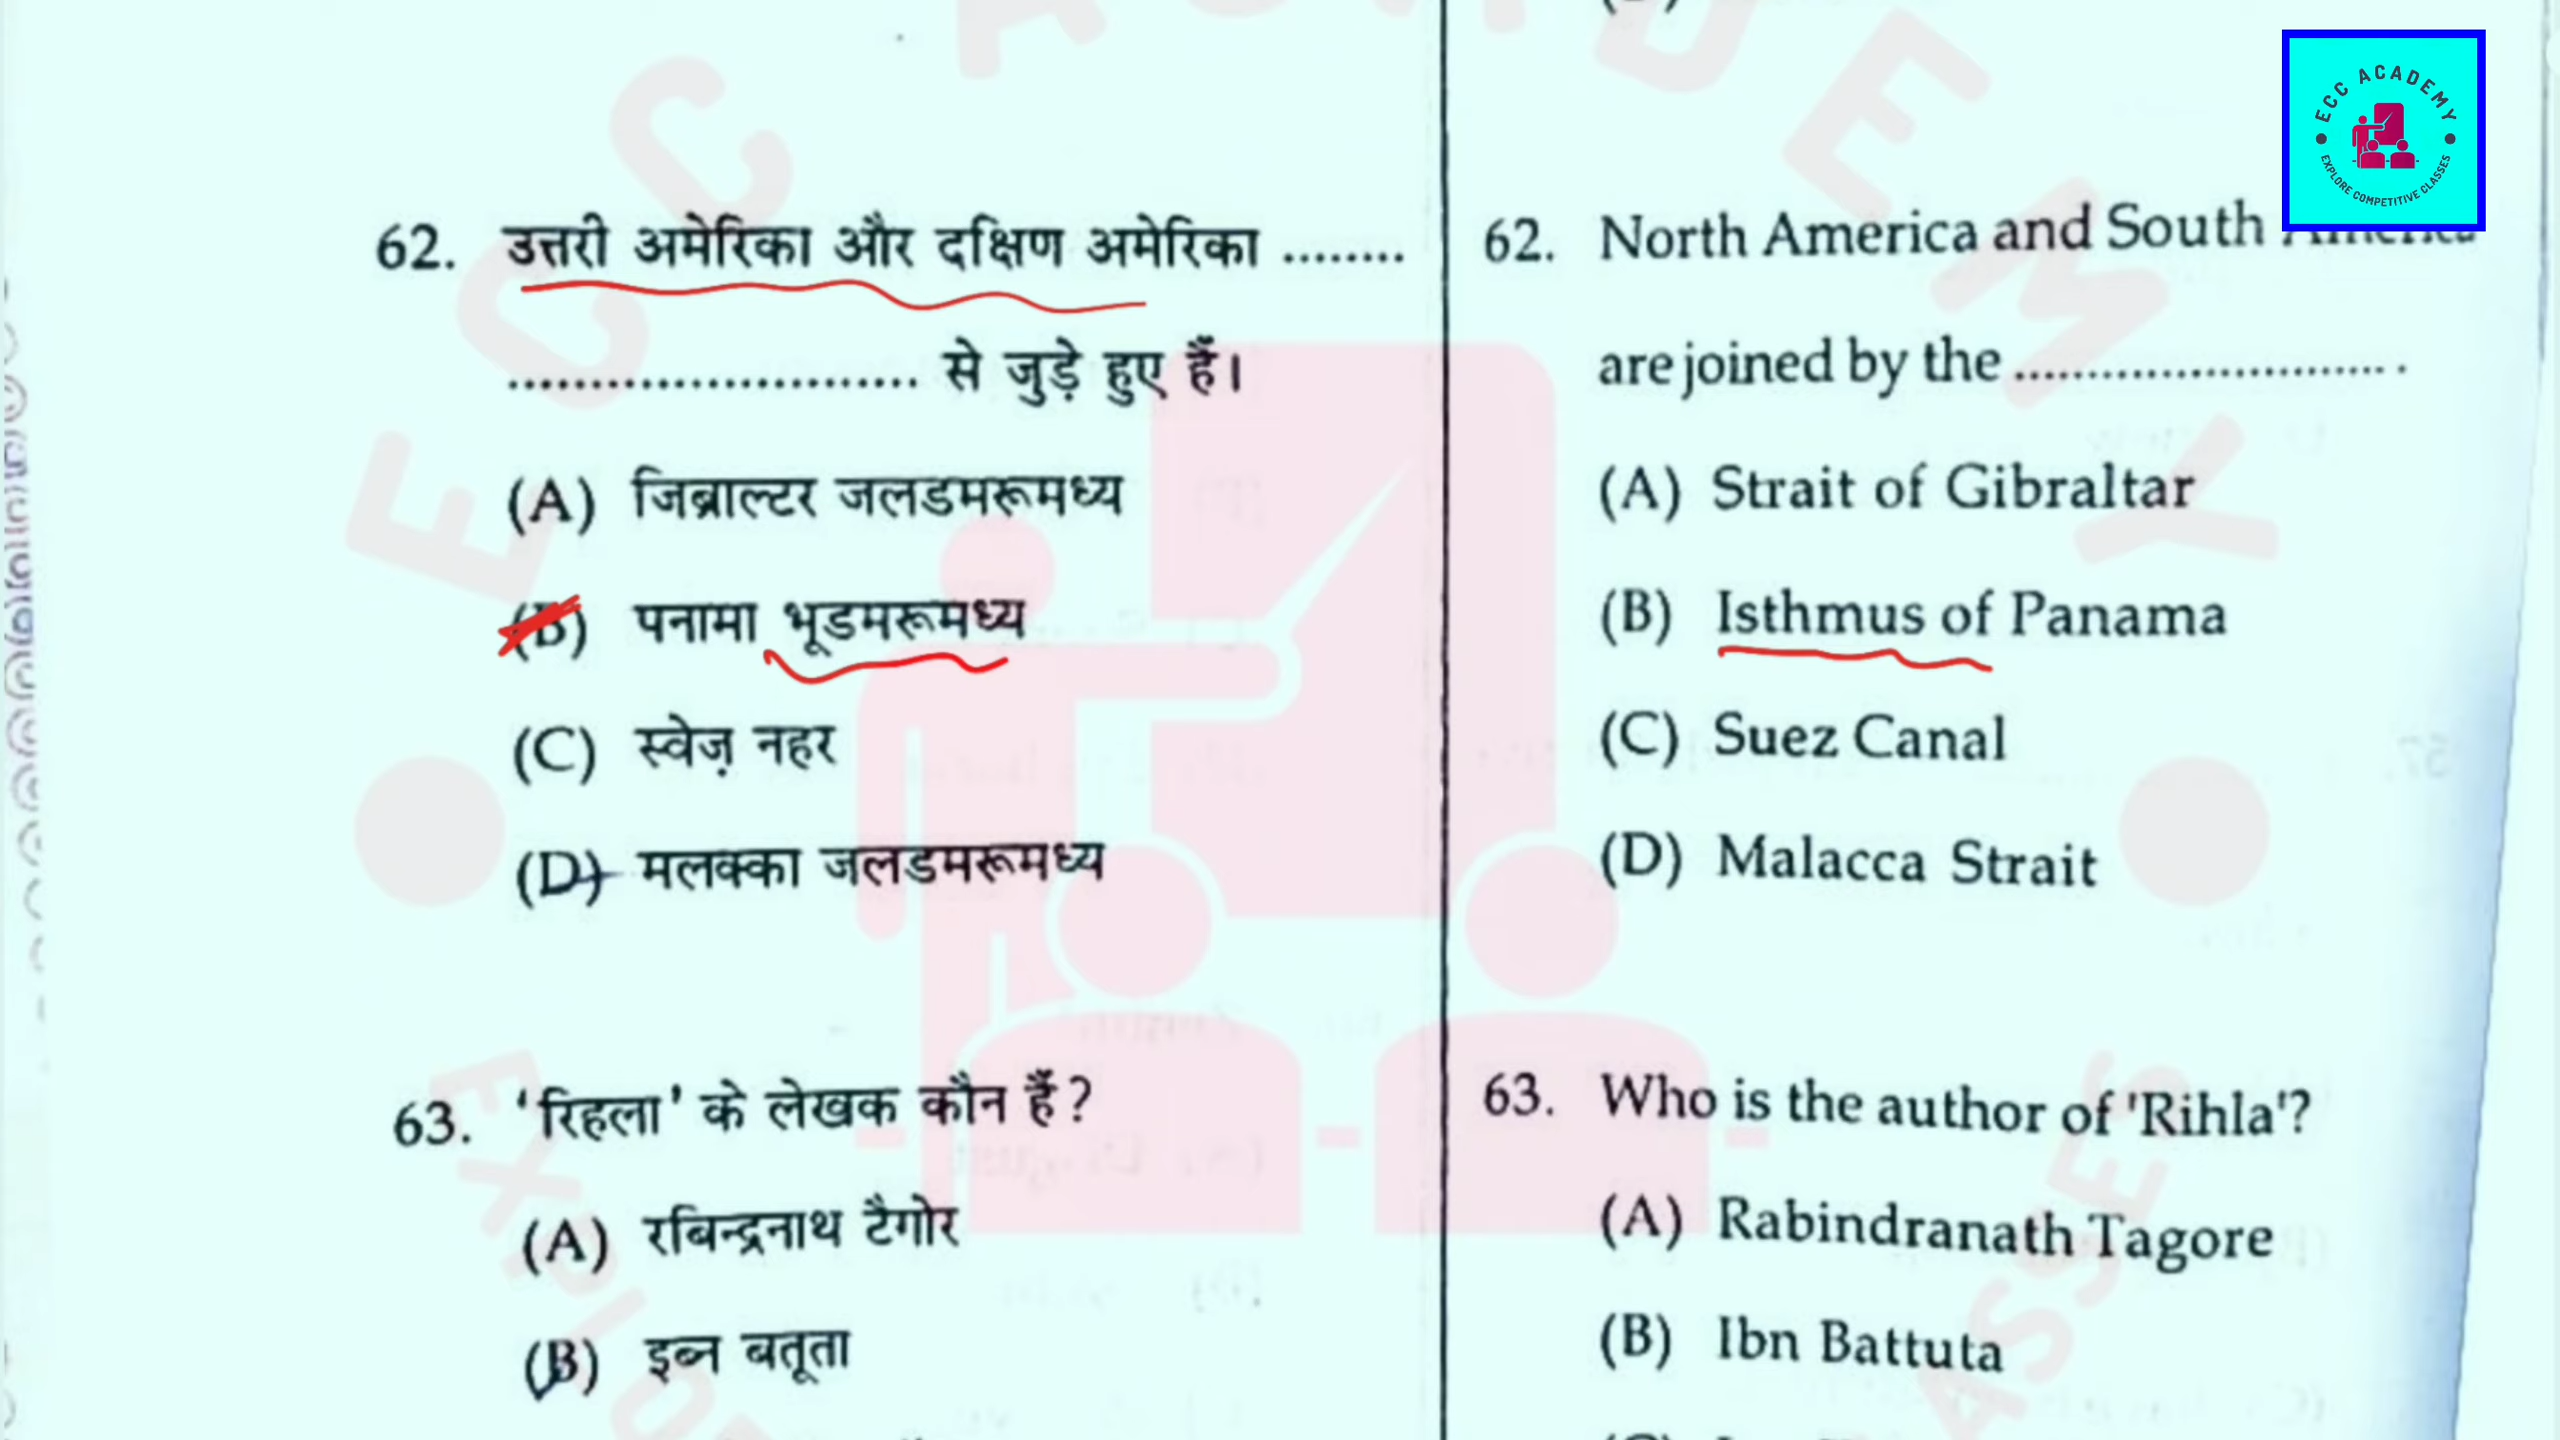 62. उत्तरी अमेरिका और दक्षिण अमेरिका ........
.......................... से जुड़े हुए हैं।
(A) जिब्राल्टर जलडमरूमध्य
(B) पनामा भूडमरूमध्य
(C) स्वेज़ नहर
(D) मलक्का जलडमरूमध्य
63. 'रिहला' के लेखक कौन हैं?
(A) रबिन्द्रनाथ टैगोर
(B) इब्न बतूता
62. North America and South
are joined by the ..........................
(A) Strait of Gibraltar
(B) Isthmus of Panama
(C) Suez Canal
(D) Malacca Strait
63. Who is the author of 'Rihla'?
(A) Rabindranath Tagore
(B) Ibn Battuta
ECC ACADEMY
EXPLORE COMPETITIVE CLASSES